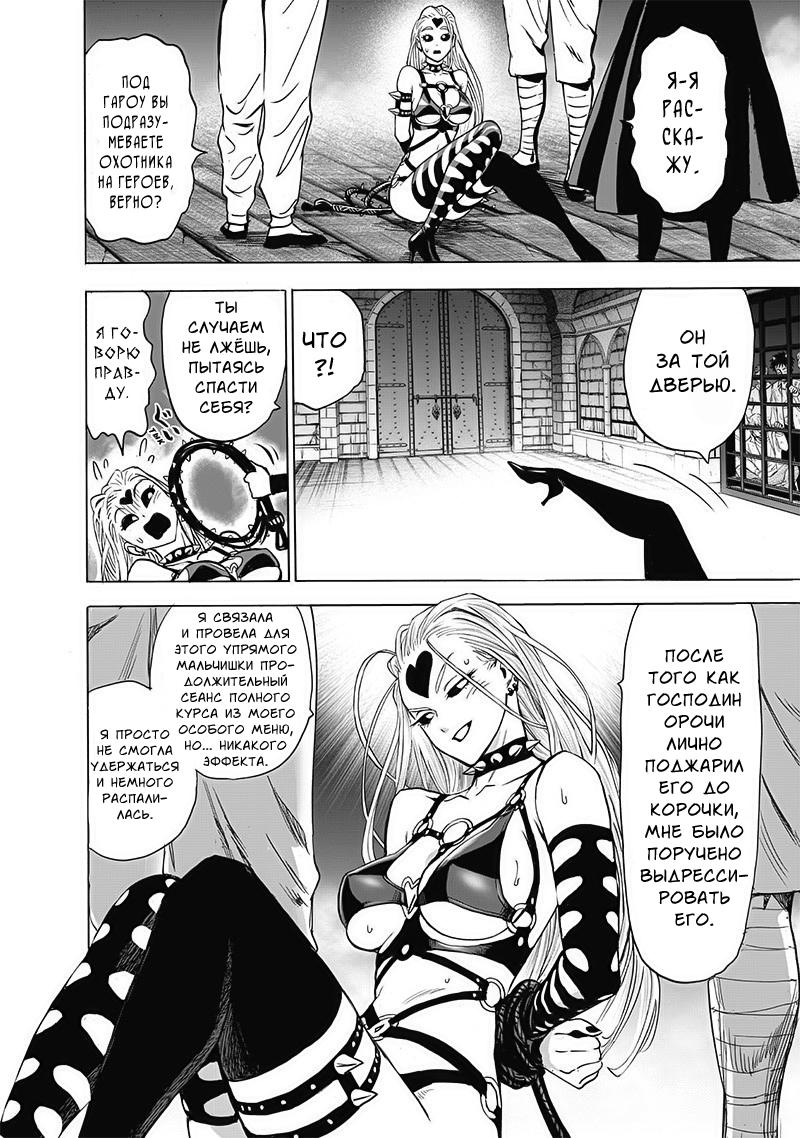 Я-Я
РАС-
СКА-
ЖУ.
ПОД
ГАРОУ ВЫ
ПОДРАЗУ-
МЕВАЕТЕ
ОХОТНИКА
НА ГЕРОЕВ,
ВЕРНО?
ОН
ЗА ТОЙ
ДВЕРЬЮ.
ЧТО
?!
ТЫ
СЛУЧАЕМ
НЕ ЛЖЁШЬ,
ПЫТАЯСЬ
СПАСТИ
СЕБЯ?
Я ГО-
ВОРЮ
ПРАВ-
ДУ.
ТЫК
ПОСЛЕ
ТОГО КАК
ГОСПОДИН
ОРОЧИ
ЛИЧНО
ПОДЖАРИЛ
ЕГО ДО
КОРОЧКИ,
МНЕ БЫЛО
ПОРУЧЕНО
ВЫДРЕССИ-
РОВАТЬ
ЕГО.
Я СВЯЗАЛА
И ПРОВЕЛА ДЛЯ
ЭТОГО УПРЯМОГО
МАЛЬЧИШКИ ПРО-
ДОЛЖИТЕЛЬНЫЙ
СЕАНС ПОЛНОГО
КУРСА ИЗ МОЕГО
ОСОБОГО МЕНЮ,
НО... НИКАКОГО
ЭФФЕКТА.
Я ПРОСТО
НЕ СМОГЛА
УДЕРЖАТЬСЯ
И НЕМНОГО
РАСПАЛИ-
ЛАСЬ.